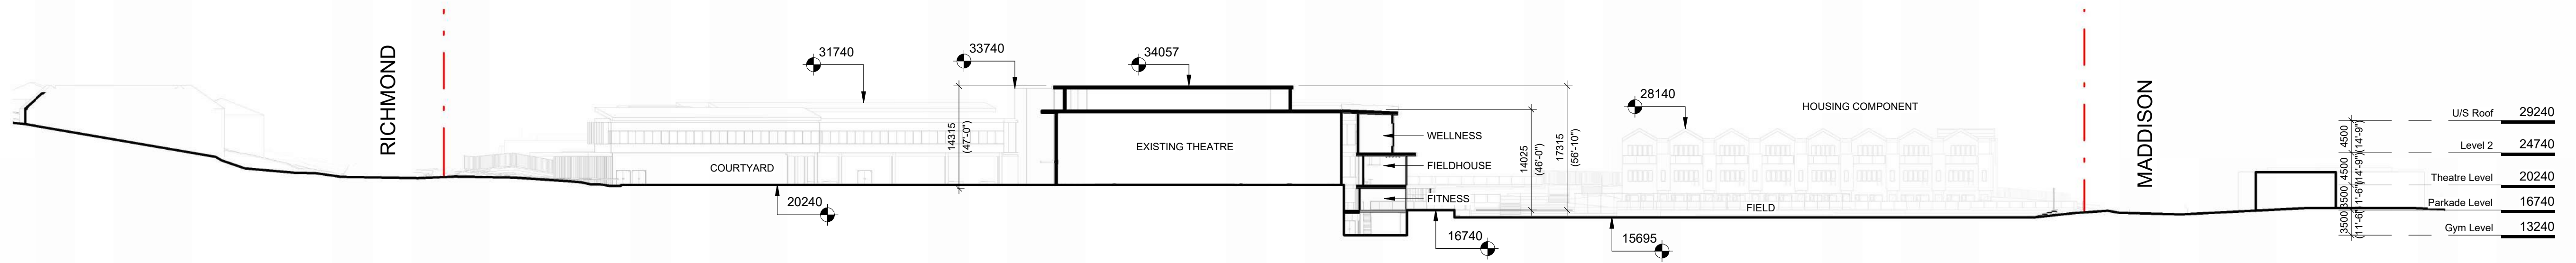 RICHMOND
31740
33740
34057
14315
(47'-0")
COURTYARD
20240
EXISTING THEATRE
WELLNESS
FIELDHOUSE
FITNESS
16740
14025
(46'-0")
17315
(56'-10")
28140
HOUSING COMPONENT
FIELD
15695
MADDISON
4500
(14'-9")
4500
(14'-9")
3500
(11'-6")
3500
(11'-6")
U/S Roof 29240
Level 2 24740
Theatre Level 20240
Parkade Level 16740
Gym Level 13240